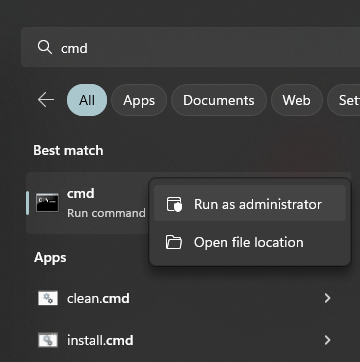 cmd
All Apps Documents Web Set
Best match
cmd
Run command
Run as administrator
Open file location
Apps
clean.cmd
install.cmd